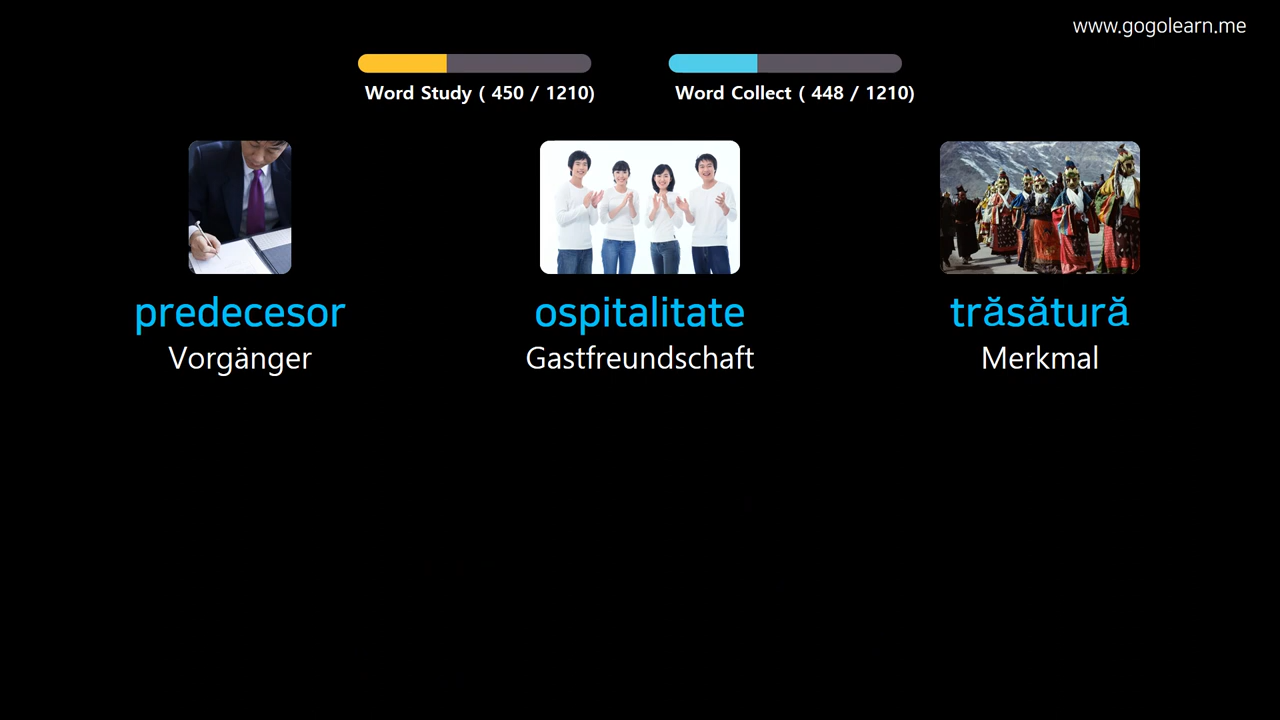 www.gogolearn.me
Word Study ( 450 / 1210)
Word Collect ( 448 / 1210)
predecesor
Vorgänger
ospitalitate
Gastfreundschaft
trăsătură
Merkmal